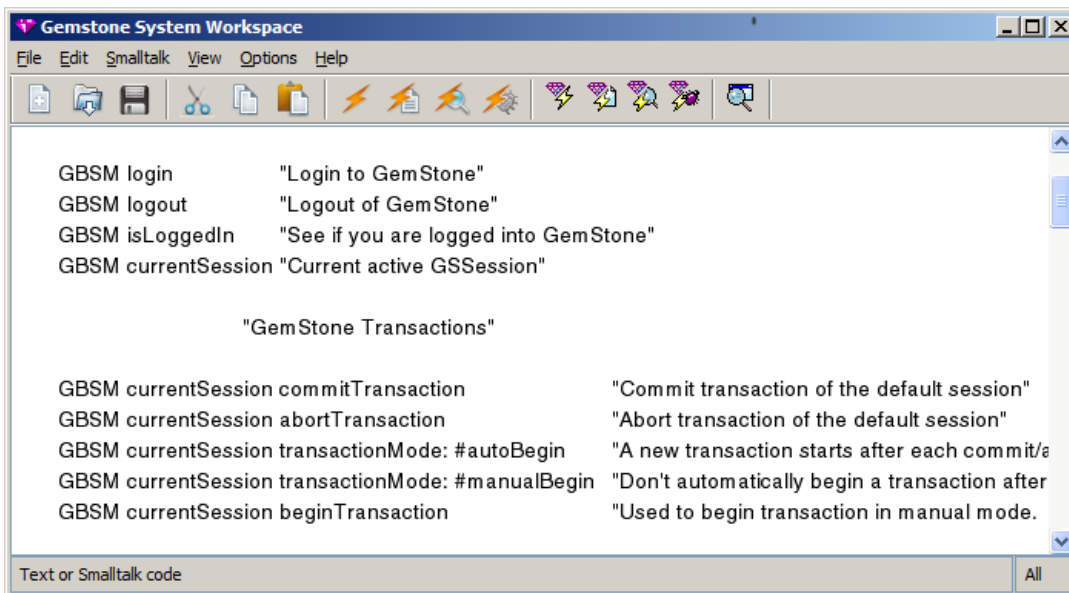 Gemstone System Workspace
File Edit Smalltalk View Options Help
GBSM login "Login to GemStone"
GBSM logout "Logout of GemStone"
GBSM isLoggedIn "See if you are logged into GemStone"
GBSM currentSession "Current active GSSession"
"GemStone Transactions"
GBSM currentSession commitTransaction "Commit transaction of the default session"
GBSM currentSession abortTransaction "Abort transaction of the default session"
GBSM currentSession transactionMode: #autoBegin "A new transaction starts after each commit/a
GBSM currentSession transactionMode: #manualBegin "Don't automatically begin a transaction after
GBSM currentSession beginTransaction "Used to begin transaction in manual mode.
Text or Smalltalk code All